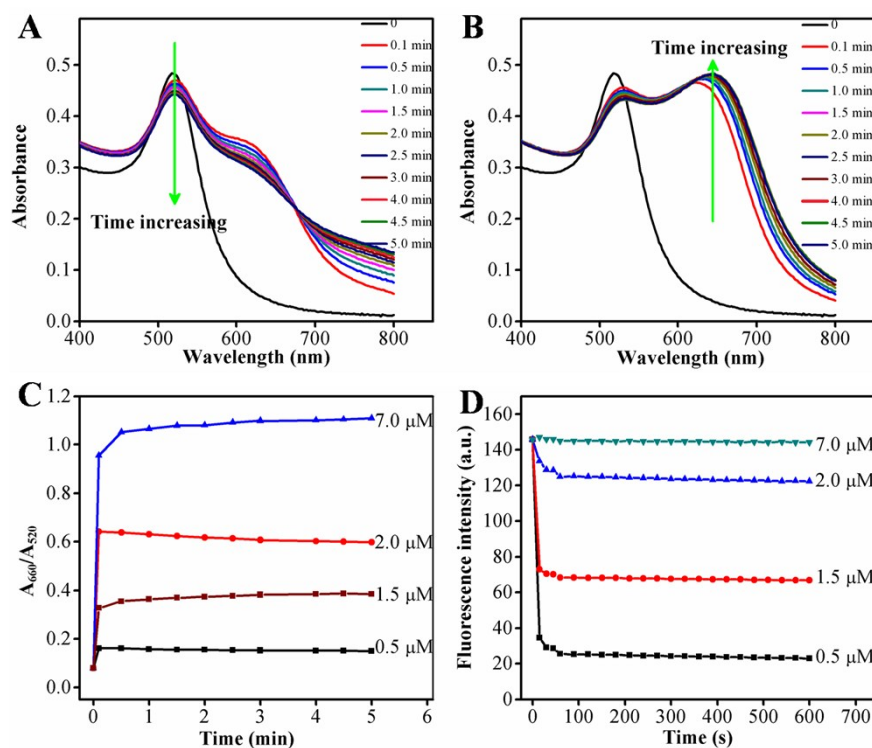 A
Absorbance
0.5
0.4
0.3
0.2
0.1
0.0
400 500 600 700 800
Wavelength (nm)
Time increasing
0
0.1 min
0.5 min
1.0 min
1.5 min
2.0 min
2.5 min
3.0 min
4.0 min
4.5 min
5.0 min
B
Absorbance
0.5
0.4
0.3
0.2
0.1
0.0
400 500 600 700 800
Wavelength (nm)
Time increasing
0
0.1 min
0.5 min
1.0 min
1.5 min
2.0 min
2.5 min
3.0 min
4.0 min
4.5 min
5.0 min
C
A660/A520
1.2
1.0
0.8
0.6
0.4
0.2
0.0
0 1 2 3 4 5 6
Time (min)
7.0 μM
2.0 μM
1.5 μM
0.5 μM
D
Fluorescence intensity (a.u.)
160
140
120
100
80
60
40
20
0
0 100 200 300 400 500 600 700
Time (s)
7.0 μM
2.0 μM
1.5 μM
0.5 μM